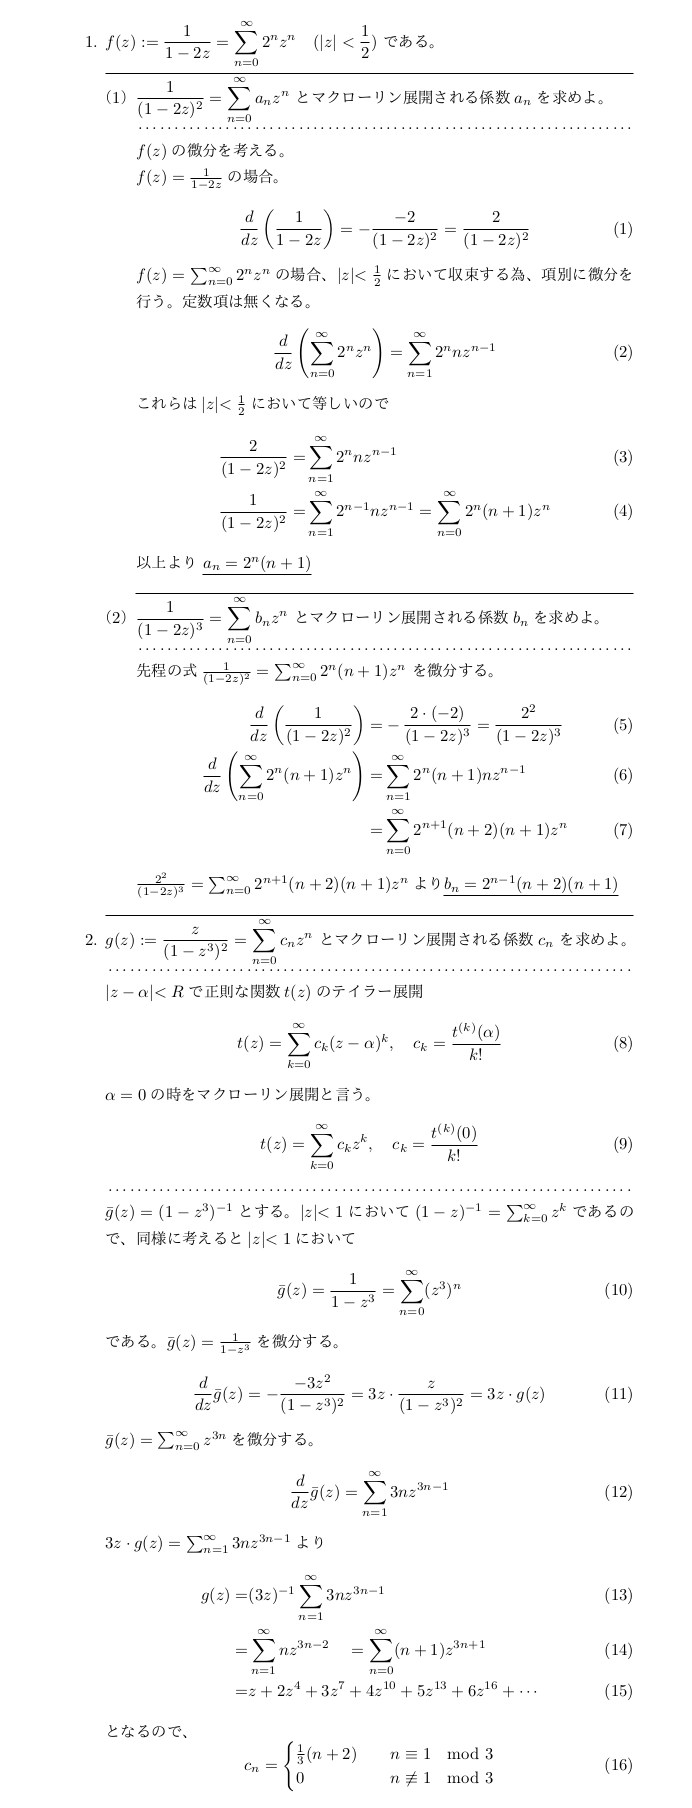 1. f(z) := \frac{1}{1-2z} = \sum_{n=0}^{\infty} 2^n z^n (|z| < \frac{1}{2}) である。
(1) \frac{1}{(1-2z)^2} = \sum_{n=0}^{\infty} a_n z^n とマクローリン展開される係数 a_n を求めよ。
f(z) の微分を考える。
f(z) = \frac{1}{1-2z} の場合。
\frac{d}{dz}\left(\frac{1}{1-2z}\right) = -\frac{-2}{(1-2z)^2} = \frac{2}{(1-2z)^2} (1)
f(z) = \sum_{n=0}^{\infty} 2^n z^n の場合、|z|< \frac{1}{2} において収束する為、項別に微分を
行う。定数項は無くなる。
\frac{d}{dz}\left(\sum_{n=0}^{\infty} 2^n z^n\right) = \sum_{n=1}^{\infty} 2^n nz^{n-1} (2)
これらは |z|< \frac{1}{2} において等しいので
\frac{2}{(1-2z)^2} = \sum_{n=1}^{\infty} 2^n nz^{n-1} (3)
\frac{1}{(1-2z)^2} = \sum_{n=1}^{\infty} 2^{n-1} nz^{n-1} = \sum_{n=0}^{\infty} 2^n (n+1)z^n (4)
以上より a_n = 2^n(n+1)
(2) \frac{1}{(1-2z)^3} = \sum_{n=0}^{\infty} b_n z^n とマクローリン展開される係数 b_n を求めよ。
先程の式 \frac{1}{(1-2z)^2} = \sum_{n=0}^{\infty} 2^n(n+1)z^n を微分する。
\frac{d}{dz}\left(\frac{1}{(1-2z)^2}\right) = -\frac{2\cdot(-2)}{(1-2z)^3} = \frac{2^2}{(1-2z)^3} (5)
\frac{d}{dz}\left(\sum_{n=0}^{\infty} 2^n(n+1)z^n\right) = \sum_{n=1}^{\infty} 2^n(n+1)nz^{n-1} (6)
= \sum_{n=0}^{\infty} 2^{n+1}(n+2)(n+1)z^n (7)
\frac{2^2}{(1-2z)^3} = \sum_{n=0}^{\infty} 2^{n+1}(n+2)(n+1)z^n より b_n = 2^{n-1}(n+2)(n+1)
2. g(z) := \frac{z}{(1-z^3)^2} = \sum_{n=0}^{\infty} c_n z^n とマクローリン展開される係数 c_n を求めよ。
|z-α|< R で正則な関数 t(z) のテイラー展開
t(z) = \sum_{k=0}^{\infty} c_k(z-α)^k, c_k = \frac{t^{(k)}(α)}{k!} (8)
α = 0 の時をマクローリン展開と言う。
t(z) = \sum_{k=0}^{\infty} c_k z^k, c_k = \frac{t^{(k)}(0)}{k!} (9)
\bar{g}(z) = (1-z^3)^{-1} とする。|z|< 1 において (1-z)^{-1} = \sum_{k=0}^{\infty} z^k であるの
で、同様に考えると |z|< 1 において
\bar{g}(z) = \frac{1}{1-z^3} = \sum_{n=0}^{\infty} (z^3)^n (10)
である。\bar{g}(z) = \frac{1}{1-z^3} を微分する。
\frac{d}{dz}\bar{g}(z) = -\frac{-3z^2}{(1-z^3)^2} = 3z \cdot \frac{z}{(1-z^3)^2} = 3z \cdot g(z) (11)
\bar{g}(z) = \sum_{n=0}^{\infty} z^{3n} を微分する。
\frac{d}{dz}\bar{g}(z) = \sum_{n=1}^{\infty} 3nz^{3n-1} (12)
3z \cdot g(z) = \sum_{n=1}^{\infty} 3nz^{3n-1} より
g(z) = (3z)^{-1} \sum_{n=1}^{\infty} 3nz^{3n-1} (13)
= \sum_{n=1}^{\infty} nz^{3n-2} = \sum_{n=0}^{\infty} (n+1)z^{3n+1} (14)
= z + 2z^4 + 3z^7 + 4z^{10} + 5z^{13} + 6z^{16} + \cdots (15)
となるので、
c_n = \begin{cases} \frac{1}{3}(n+2) & n \equiv 1 \mod 3 \\ 0 & n \not\equiv 1 \mod 3 \end{cases} (16)